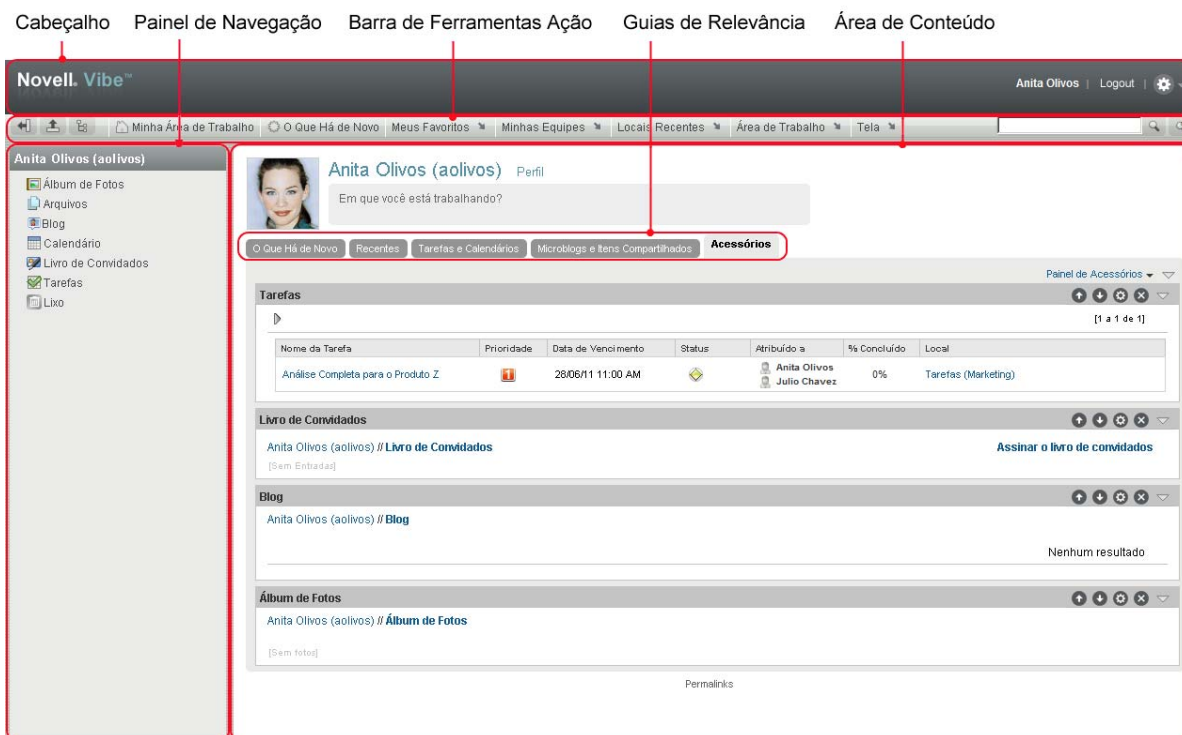 Cabeçalho Painel de Navegação Barra de Ferramentas Ação Guias de Relevância Área de Conteúdo
Novell. Vibe™
Anita Olivos | Logout |
Minha Área de Trabalho O Que Há de Novo Meus Favoritos Minhas Equipes Locais Recentes Área de Trabalho Tela
Anita Olivos (aolivos)
Álbum de Fotos
Arquivos
Blog
Calendário
Livro de Convidados
Tarefas
Lixo
Anita Olivos (aolivos) Perfil
Em que você está trabalhando?
O Que Há de Novo Recentes Tarefas e Calendários Microblogs e Itens Compartilhados Acessórios
Painel de Acessórios
Tarefas
[1 a 1 de 1]
Nome da Tarefa Prioridade Data de Vencimento Status Atribuído a % Concluído Local
Análise Completa para o Produto Z 1 28/06/11 11:00 AM Anita Olivos 0% Tarefas (Marketing)
Julio Chavez
Livro de Convidados
Anita Olivos (aolivos) // Livro de Convidados Assinar o livro de convidados
[Sem Entradas]
Blog
Anita Olivos (aolivos) // Blog
Nenhum resultado
Álbum de Fotos
Anita Olivos (aolivos) // Álbum de Fotos
[Sem fotos]
Permalinks